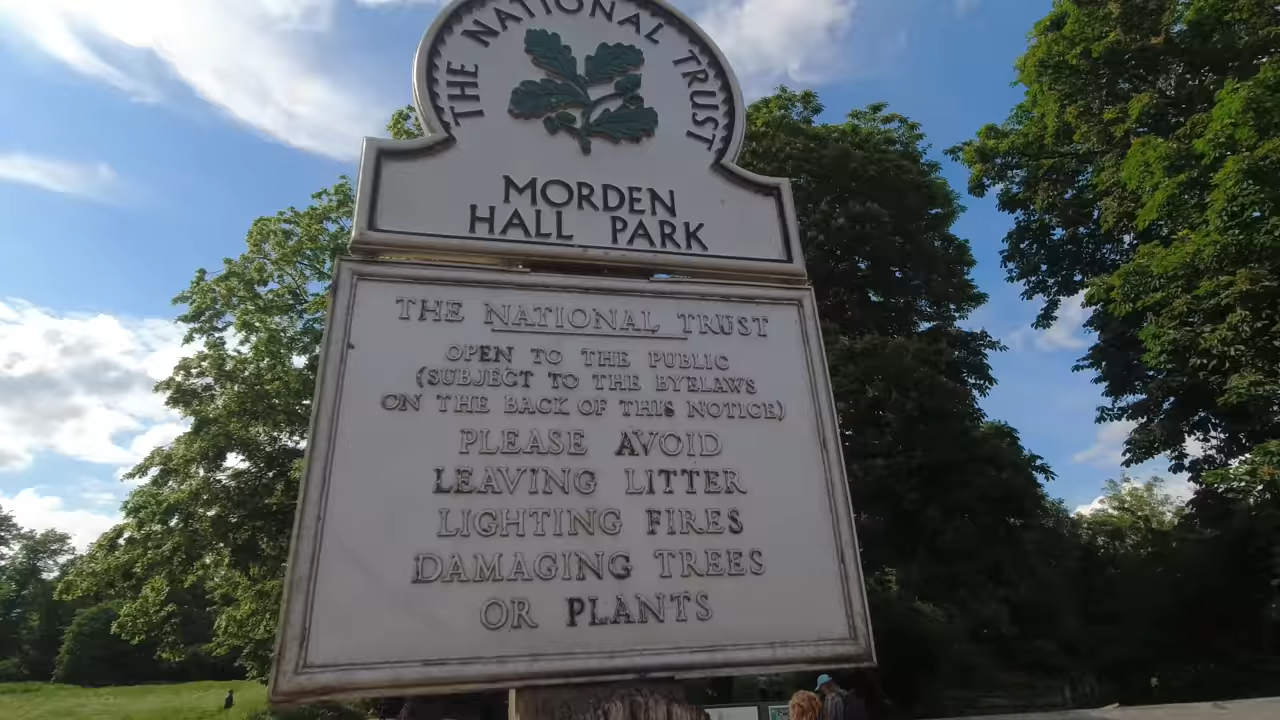 THE NATIONAL TRUST
MORDEN
HALL PARK
THE NATIONAL TRUST
OPEN TO THE PUBLIC
(SUBJECT TO THE BYELAWS
ON THE BACK OF THIS NOTICE)
PLEASE AVOID
LEAVING LITTER
LIGHTING FIRES
DAMAGING TREES
OR PLANTS